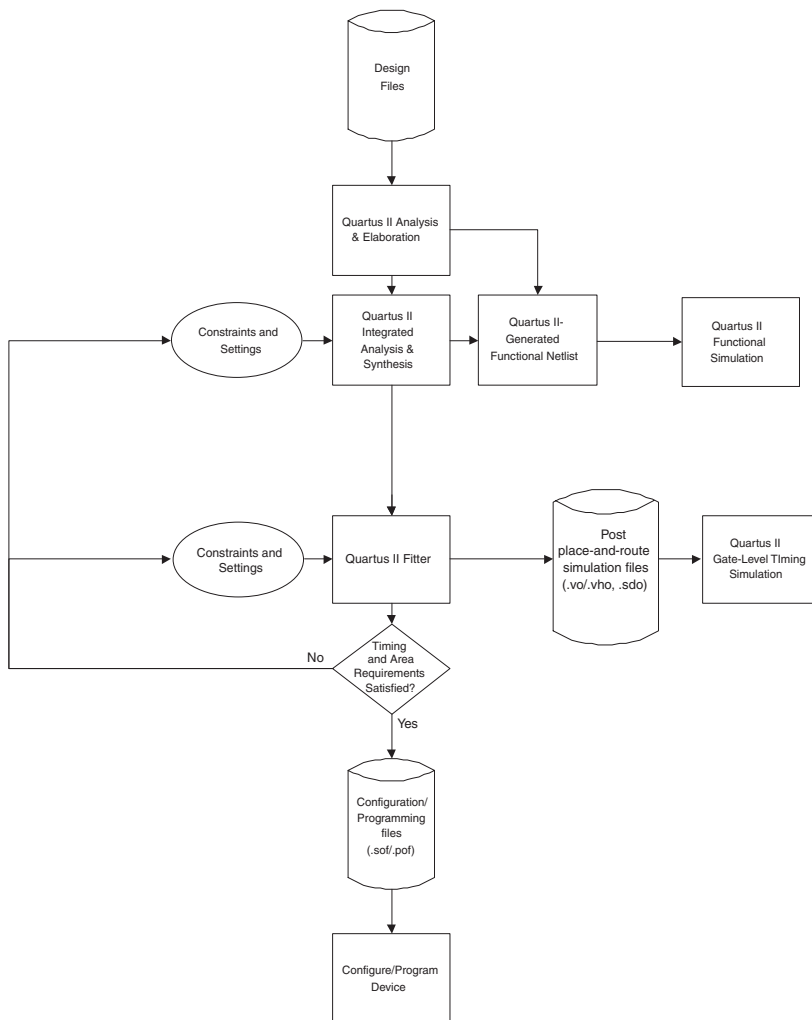 Design
Files
Quartus II Analysis
& Elaboration
Constraints and
Settings
Quartus II
Integrated
Analysis &
Synthesis
Quartus II-
Generated
Functional Netlist
Quartus II
Functional
Simulation
Constraints and
Settings
Quartus II Fitter
Post
place-and-route
simulation files
(.vo/.vho, .sdo)
Quartus II
Gate-Level TIming
Simulation
No
Timing
and Area
Requirements
Satisfied?
Yes
Configuration/
Programming
files
(.sof/.pof)
Configure/Program
Device